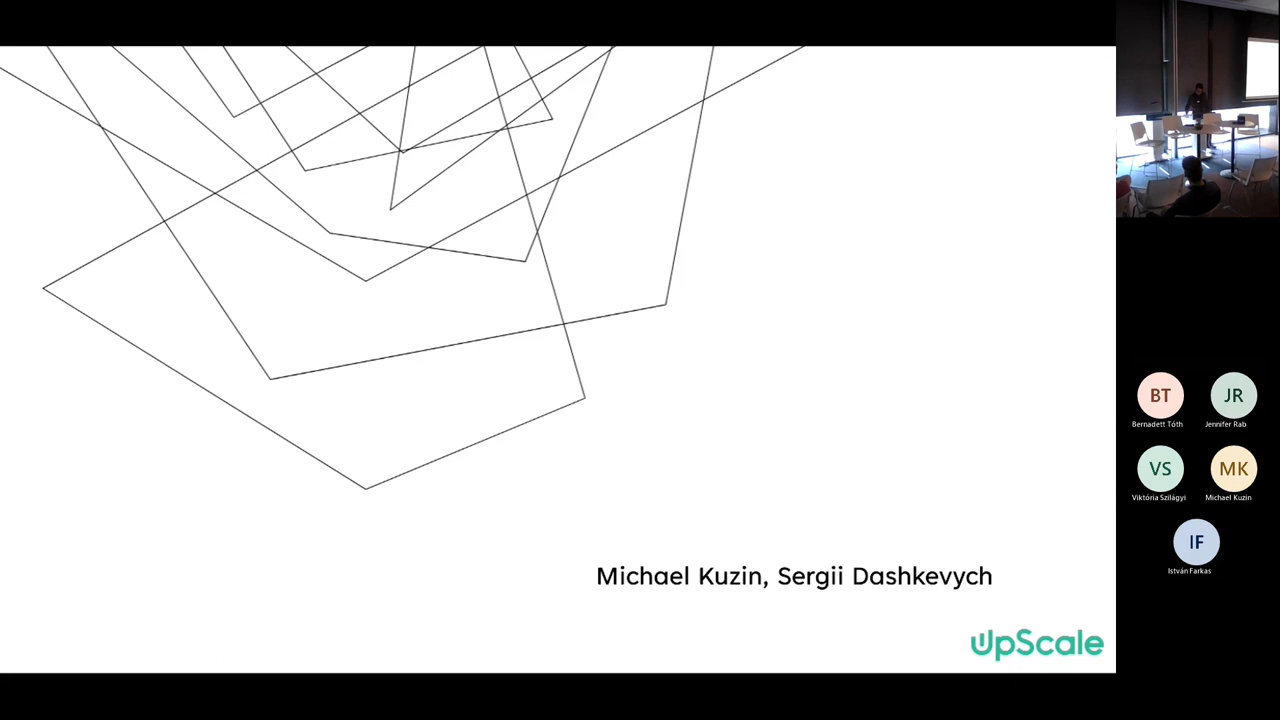 Michael Kuzin, Sergii Dashkevych
UpScale
BT
Bernadett Tóth
JR
Jennifer Rab
VS
Viktória Szilágyi
MK
Michael Kuzin
IF
István Farkas